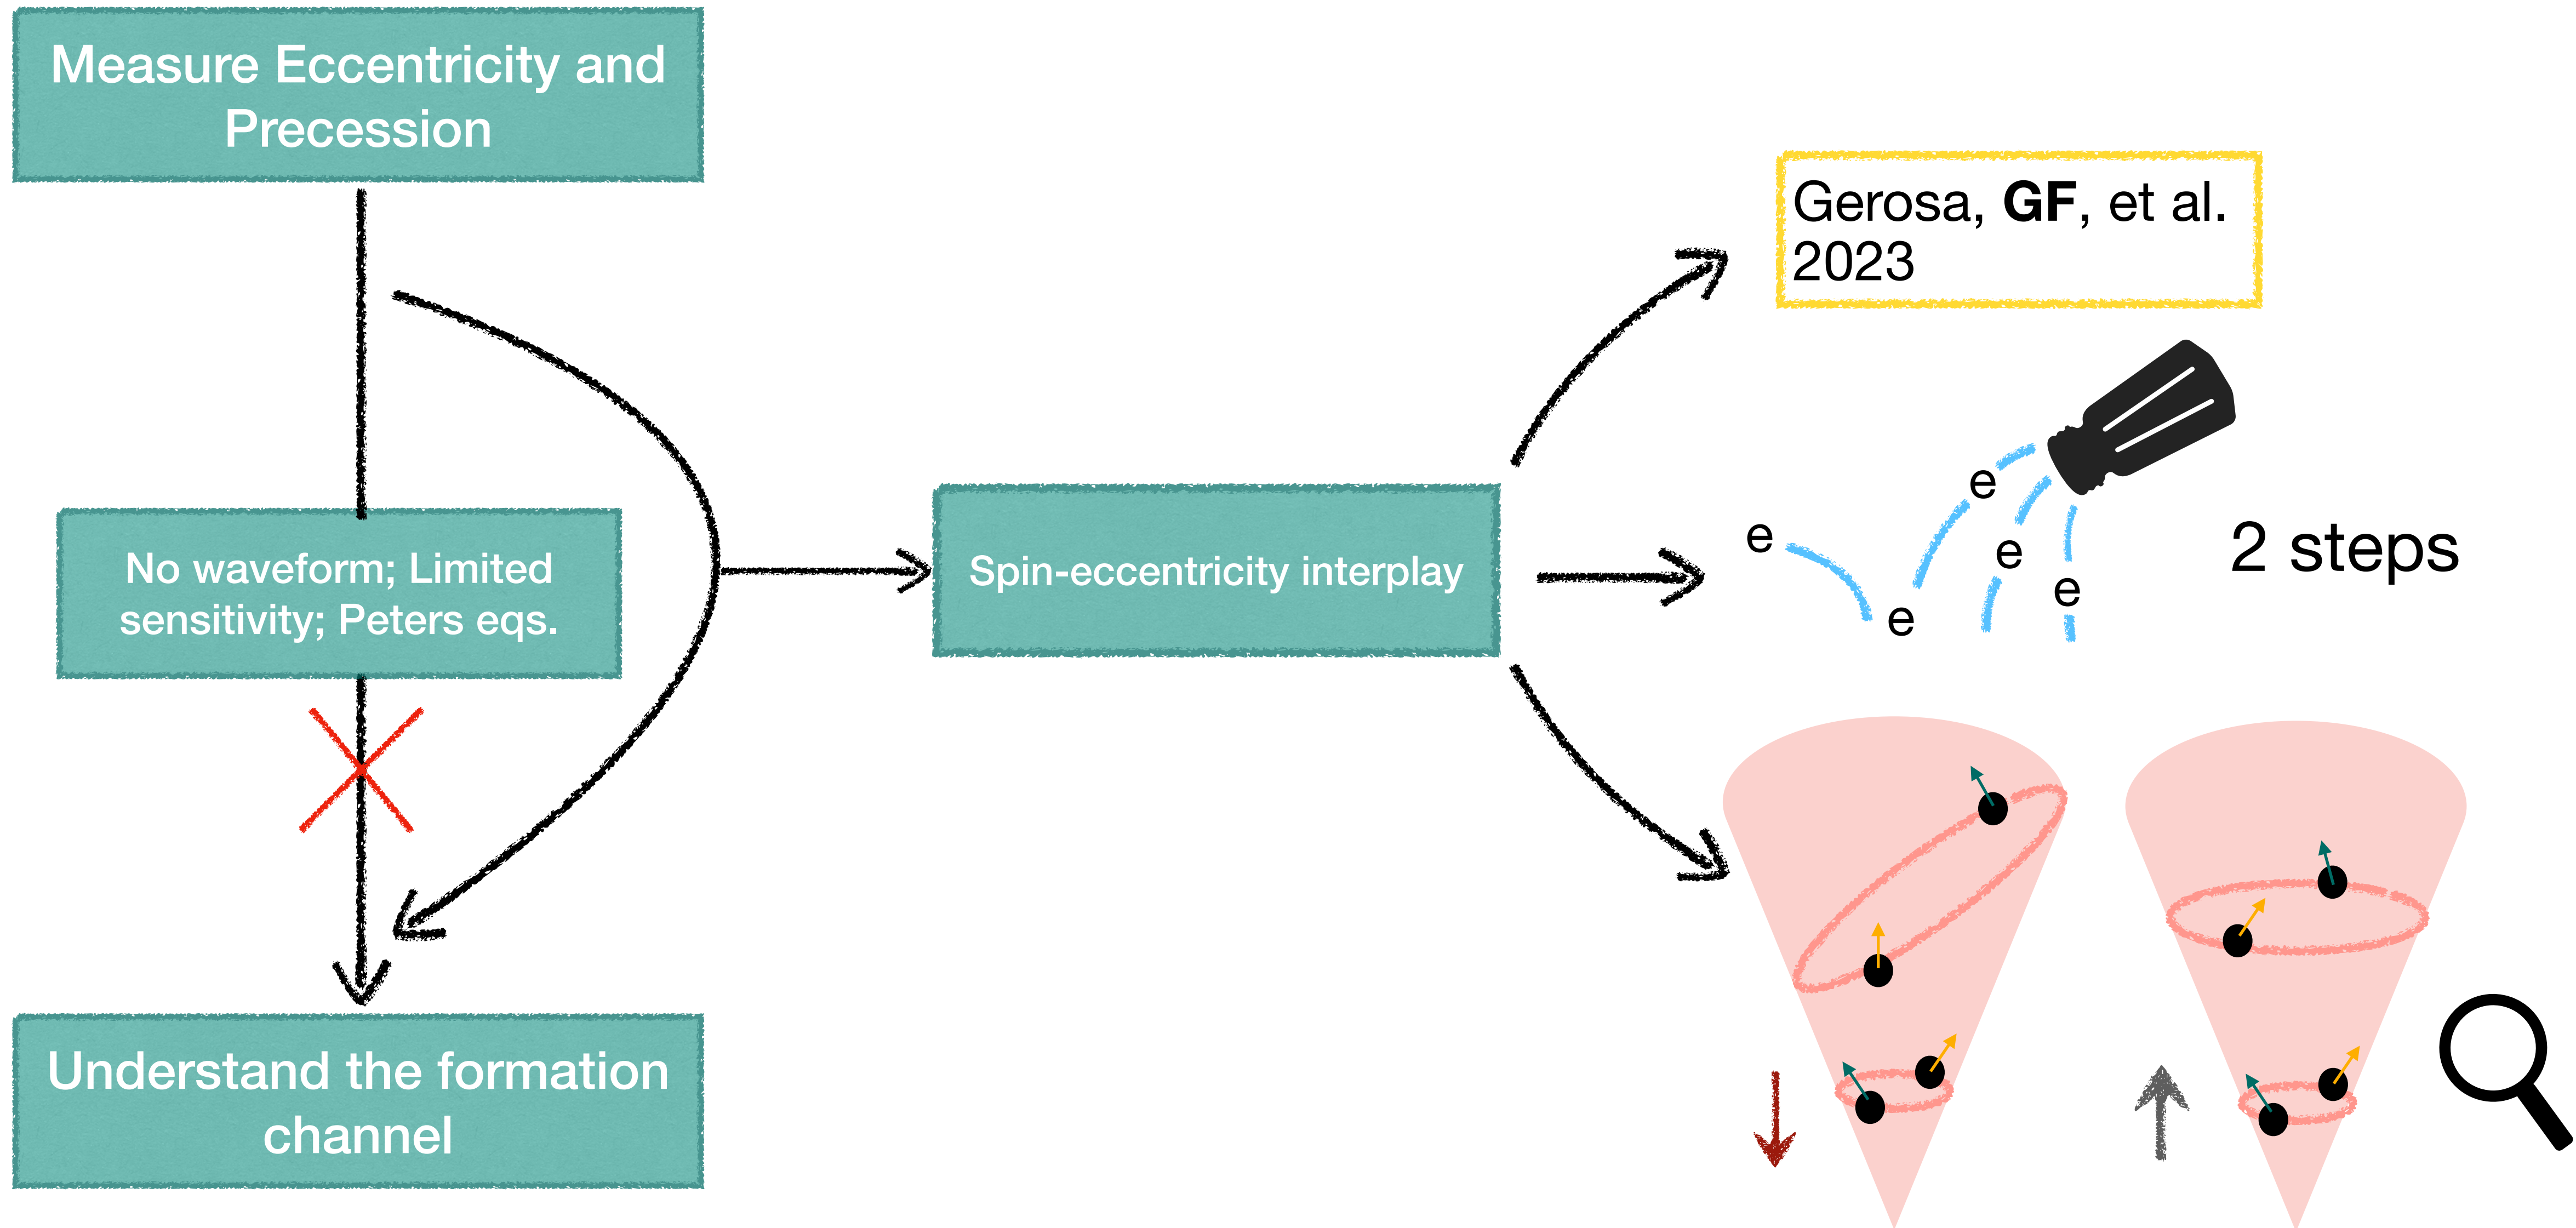 Measure Eccentricity and
Precession
No waveform; Limited
sensitivity; Peters eqs.
Understand the formation
channel
Spin-eccentricity interplay
Gerosa, GF, et al.
2023
e
e
e
e
e
2 steps